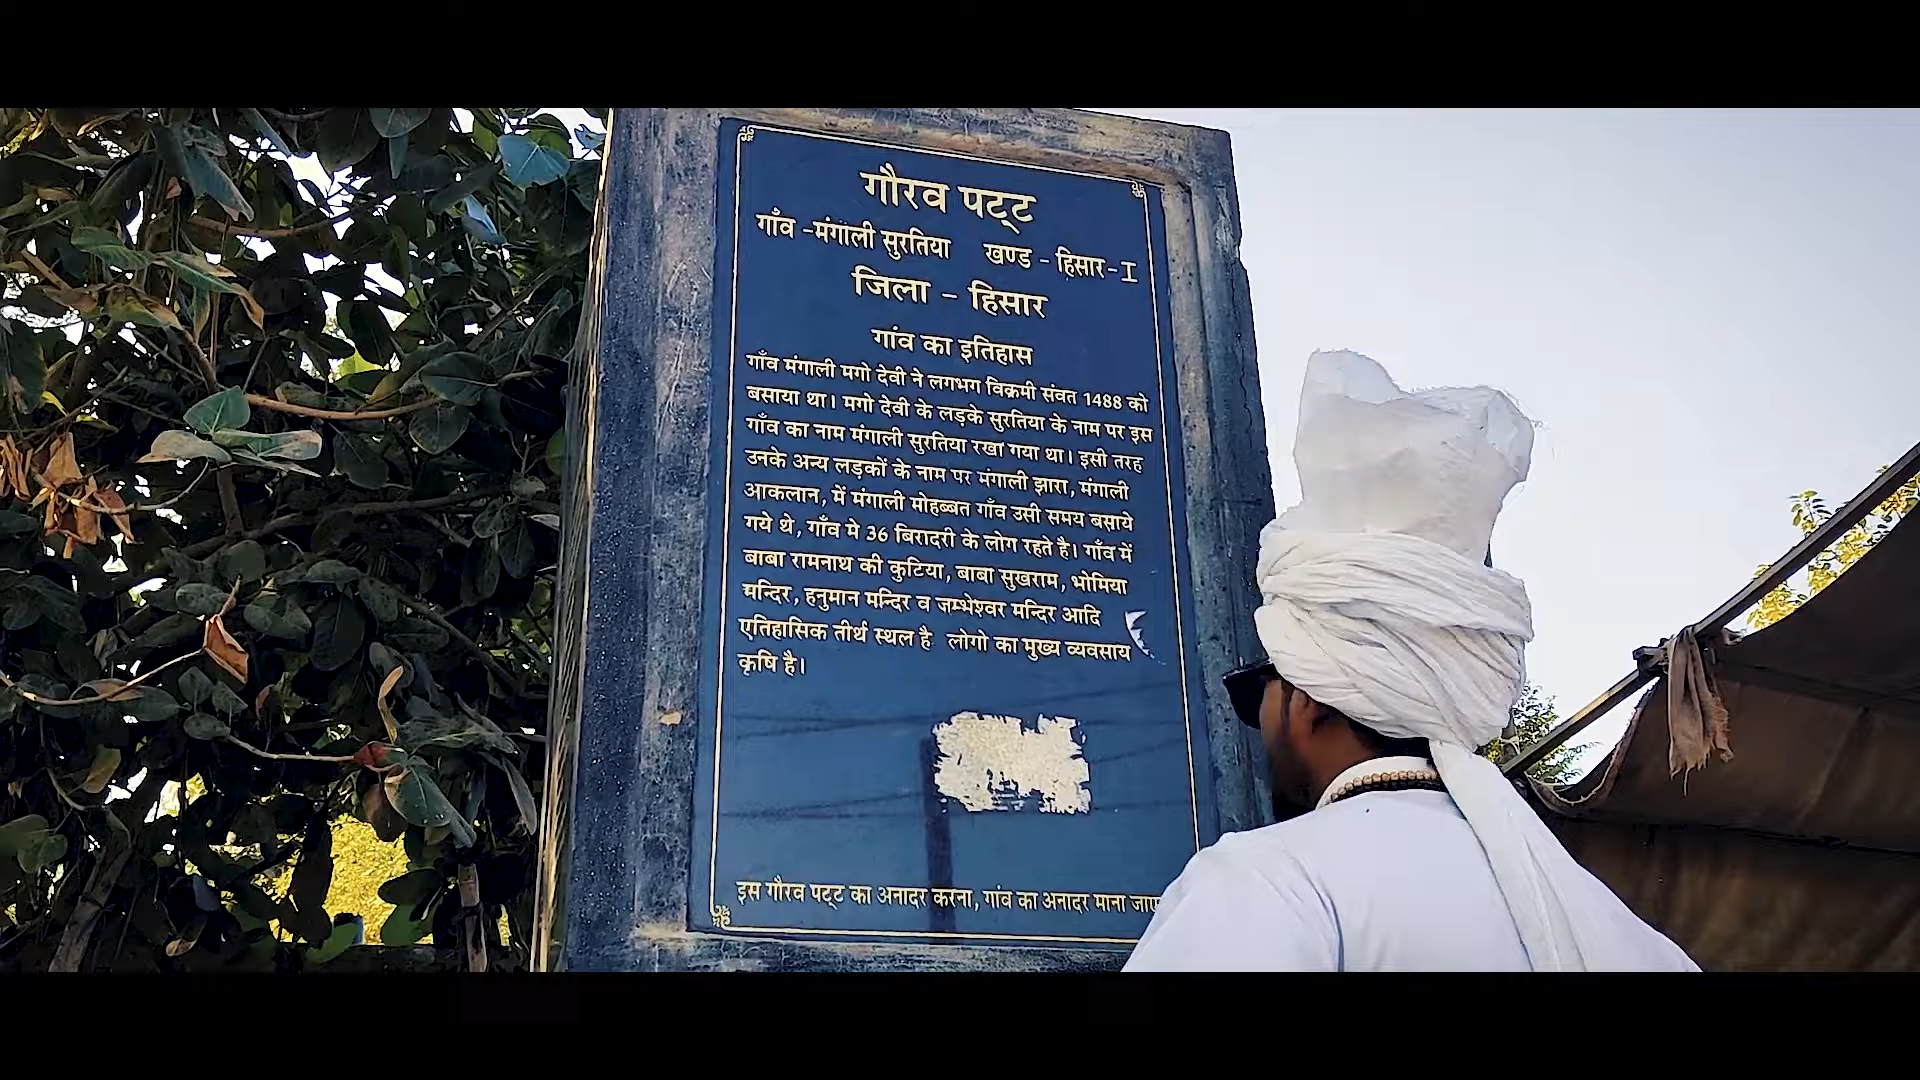 गौरव पट्ट
गाँव -मंगाली सुरतिया खण्ड - हिसार-I
जिला - हिसार
गांव का इतिहास
गाँव मंगाली मगो देवी ने लगभग विक्रमी संवत 1488 को
बसाया था। मगो देवी के लड़के सुरतिया के नाम पर इस
गाँव का नाम मंगाली सुरतिया रखा गया था। इसी तरह
उनके अन्य लड़कों के नाम पर मंगाली झारा, मंगाली
आकलान, में मंगाली मोहब्बत गाँव उसी समय बसाये
गये थे, गाँव मे 36 बिरादरी के लोग रहते है। गाँव में
बाबा रामनाथ की कुटिया, बाबा सुखराम, भोमिया
मन्दिर, हनुमान मन्दिर व जम्भेश्वर मन्दिर आदि
एतिहासिक तीर्थ स्थल है लोगो का मुख्य व्यवसाय
कृषि है।
इस गौरव पट्ट का अनादर करना, गांव का अनादर माना